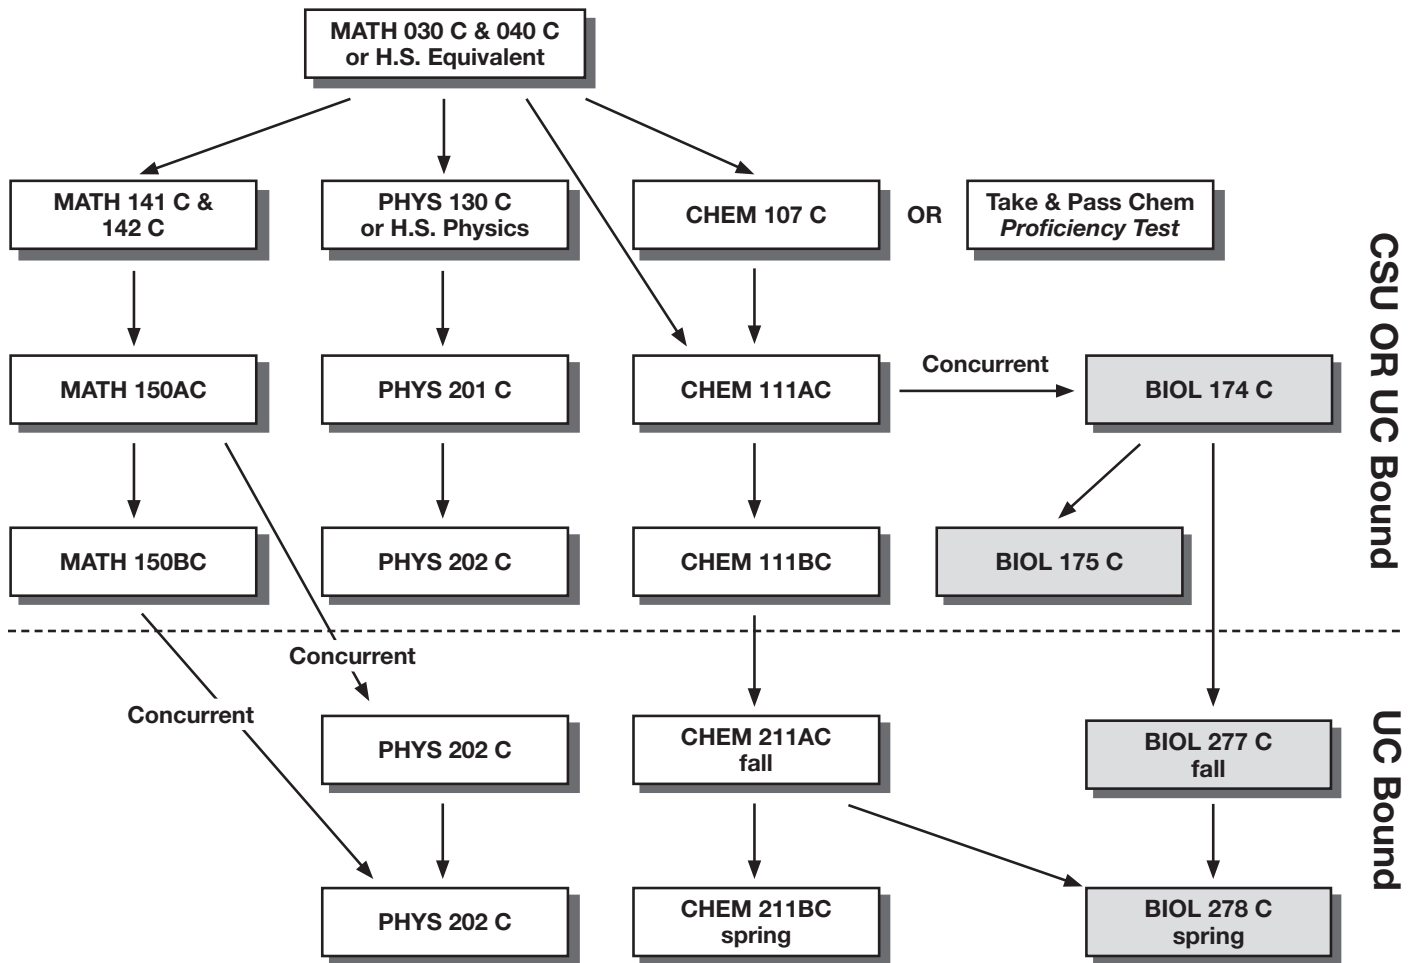 MATH 030 C & 040 C
or H.S. Equivalent
MATH 141 C &
142 C
PHYS 130 C
or H.S. Physics
CHEM 107 C
OR
Take & Pass Chem
Proficiency Test
MATH 150AC
PHYS 201 C
CHEM 111AC
Concurrent
BIOL 174 C
MATH 150BC
PHYS 202 C
CHEM 111BC
BIOL 175 C
CSU OR UC Bound
Concurrent
Concurrent
PHYS 202 C
CHEM 211AC
fall
BIOL 277 C
fall
PHYS 202 C
CHEM 211BC
spring
BIOL 278 C
spring
UC Bound